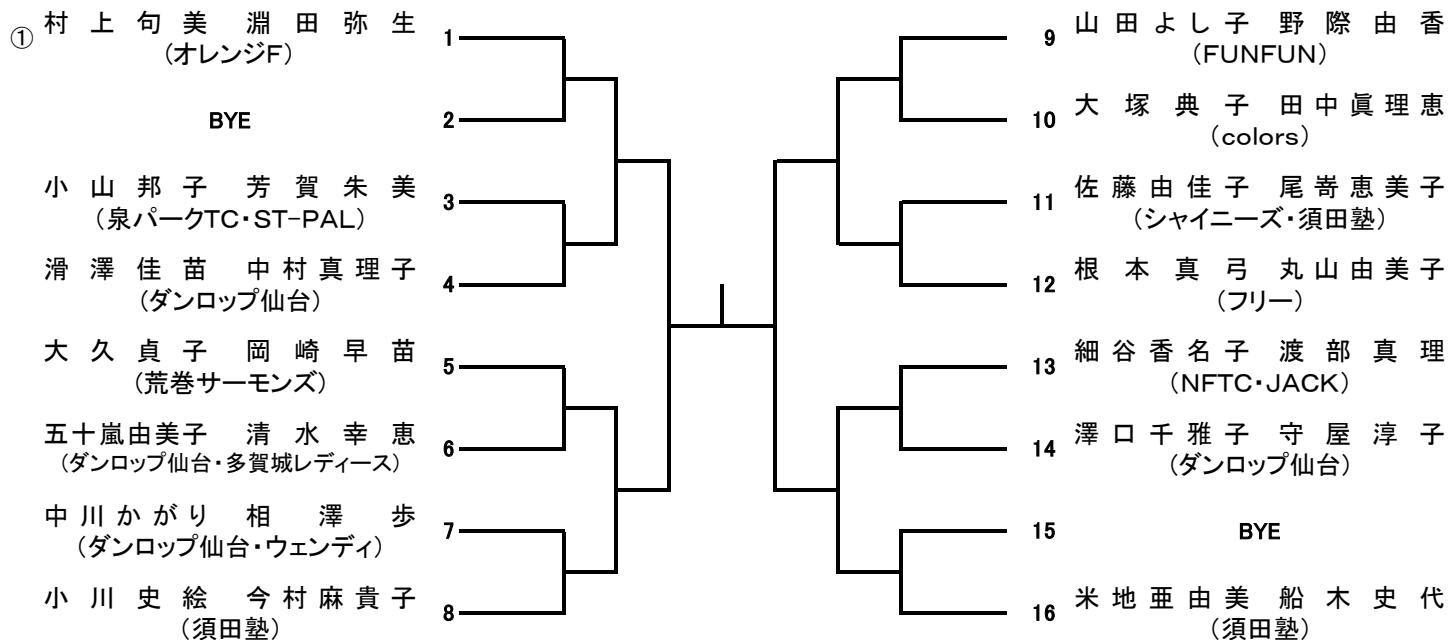 ① 村上句美 淵田弥生 1
(オレンジF)
BYE 2
小山邦子 芳賀朱美 3
(泉パークTC・ST-PAL)
滑澤佳苗 中村真理子 4
(ダンロップ仙台)
大久貞子 岡崎早苗 5
(荒巻サーモンズ)
五十嵐由美子 清水幸恵 6
(ダンロップ仙台・多賀城レディース)
中川かがり 相澤歩 7
(ダンロップ仙台・ウェンディ)
小川史絵 今村麻貴子 8
(須田塾)
9 山田よし子 野際由香
(FUNFUN)
10 大塚典子 田中眞理恵
(colors)
11 佐藤由佳子 尾嵜恵美子
(シャイニーズ・須田塾)
12 根本真弓 丸山由美子
(フリー)
13 細谷香名子 渡部真理
(NFTC・JACK)
14 澤口千雅子 守屋淳子
(ダンロップ仙台)
15 BYE
16 米地亜由美 船木史代
(須田塾)